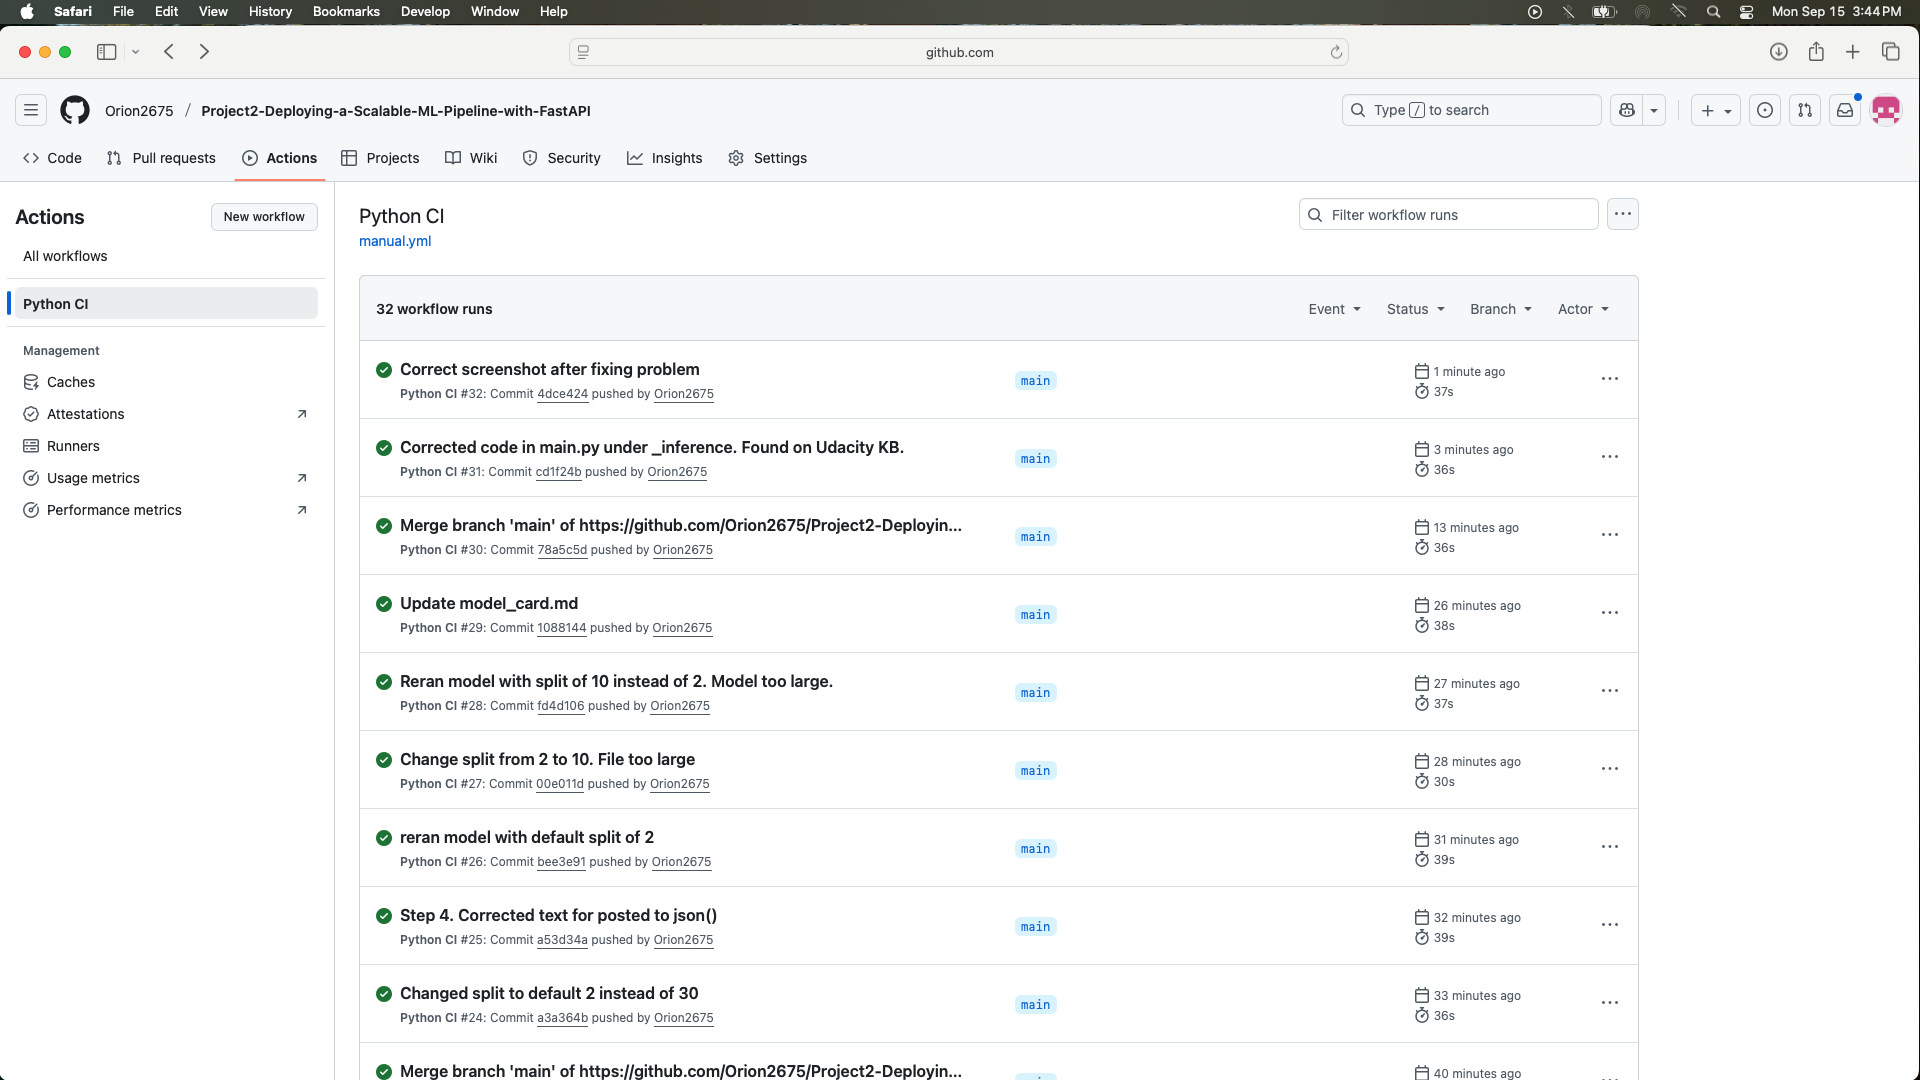 Safari File Edit View History Bookmarks Develop Window Help Mon Sep 15 3:44 PM
github.com
Orion2675 / Project2-Deploying-a-Scalable-ML-Pipeline-with-FastAPI Type / to search
Code Pull requests Actions Projects Wiki Security Insights Settings
Actions New workflow
All workflows
Python CI
Management
Caches
Attestations
Runners
Usage metrics
Performance metrics
Python CI
manual.yml
Filter workflow runs
32 workflow runs Event Status Branch Actor
Correct screenshot after fixing problem
Python CI #32: Commit 4dce424 pushed by Orion2675
main
1 minute ago
37s
Corrected code in main.py under _inference. Found on Udacity KB.
Python CI #31: Commit cd1f24b pushed by Orion2675
main
3 minutes ago
36s
Merge branch 'main' of https://github.com/Orion2675/Project2-Deployin...
Python CI #30: Commit 78a5c5d pushed by Orion2675
main
13 minutes ago
36s
Update model_card.md
Python CI #29: Commit 1088144 pushed by Orion2675
main
26 minutes ago
38s
Reran model with split of 10 instead of 2. Model too large.
Python CI #28: Commit fd4d106 pushed by Orion2675
main
27 minutes ago
37s
Change split from 2 to 10. File too large
Python CI #27: Commit 00e011d pushed by Orion2675
main
28 minutes ago
30s
reran model with default split of 2
Python CI #26: Commit bee3e91 pushed by Orion2675
main
31 minutes ago
39s
Step 4. Corrected text for posted to json()
Python CI #25: Commit a53d34a pushed by Orion2675
main
32 minutes ago
39s
Changed split to default 2 instead of 30
Python CI #24: Commit a3a364b pushed by Orion2675
main
33 minutes ago
36s
Merge branch 'main' of https://github.com/Orion2675/Project2-Deployin...
40 minutes ago